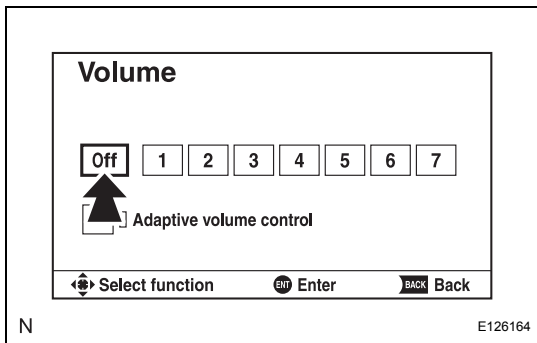 Volume
Off 1 2 3 4 5 6 7
Adaptive volume control
Select function ENT Enter BACK Back
N E126164